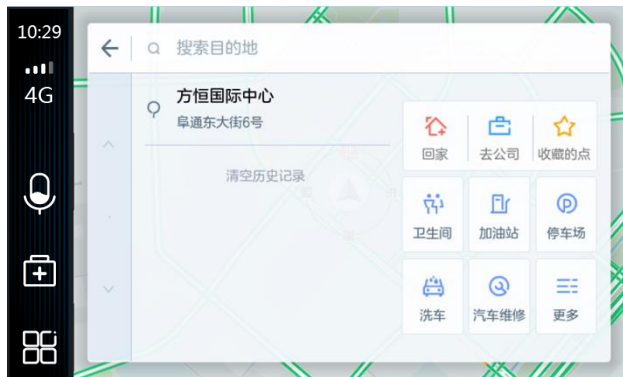 10:29
4G
搜索目的地
方恒国际中心
阜通东大街6号
清空历史记录
回家
去公司
收藏的点
卫生间
加油站
停车场
洗车
汽车维修
更多